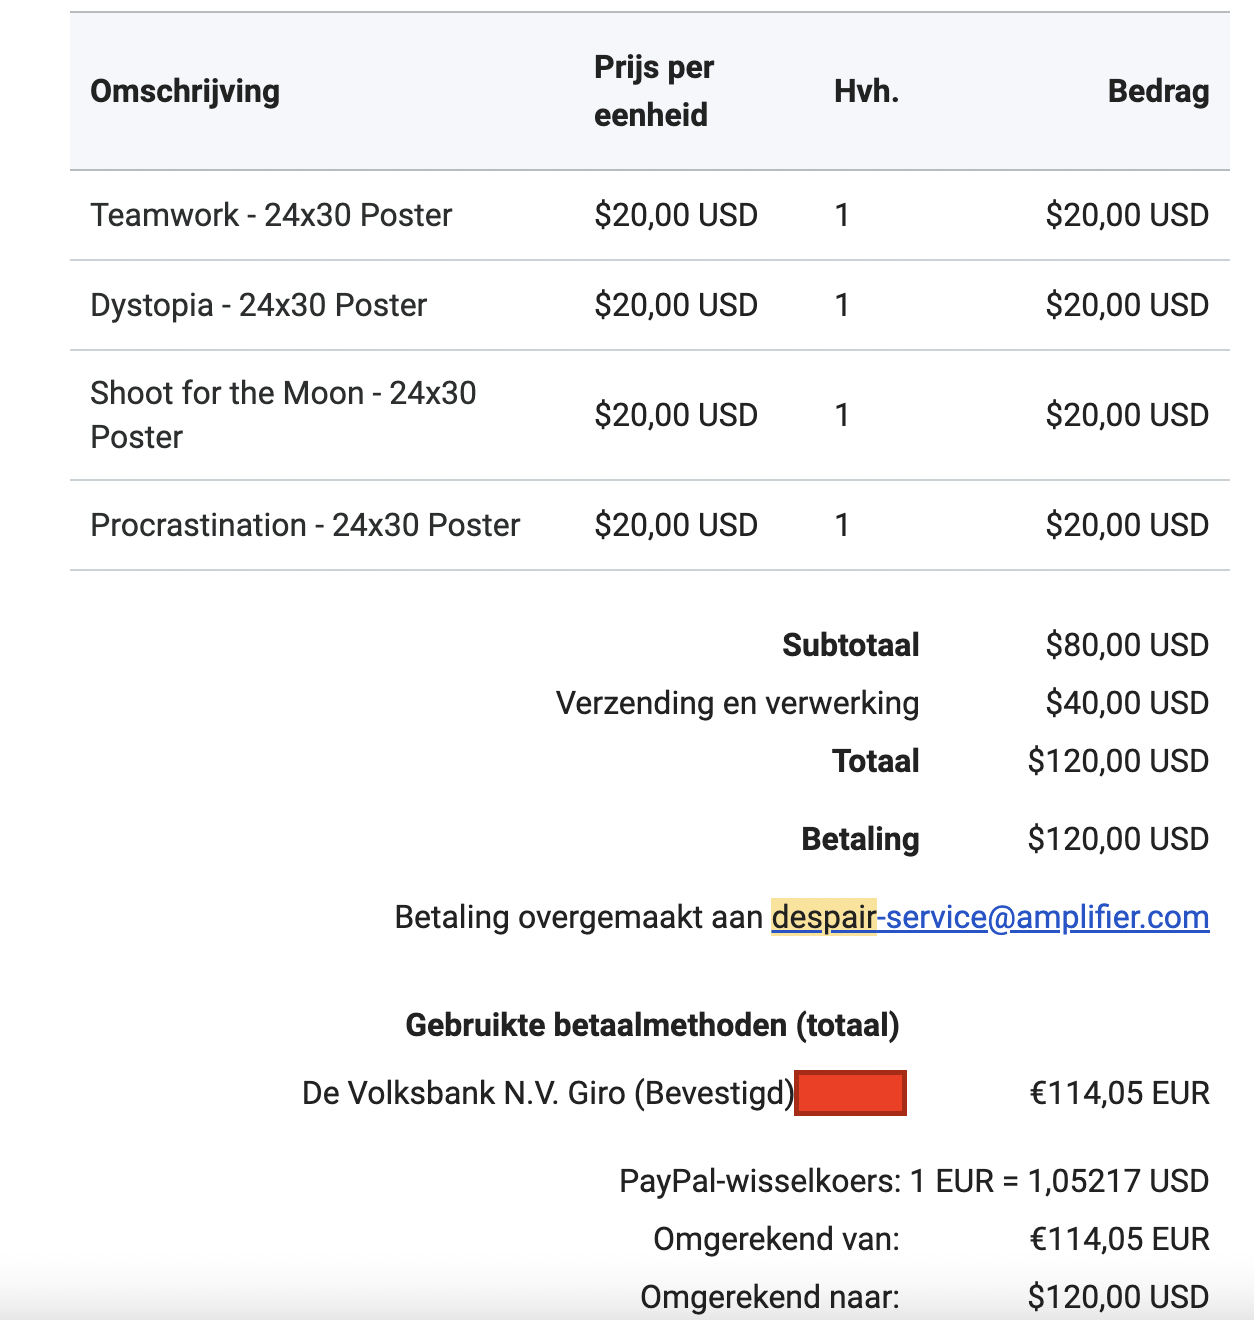 Omschrijving Prijs per eenheid Hvh. Bedrag
Teamwork - 24x30 Poster $20,00 USD 1 $20,00 USD
Dystopia - 24x30 Poster $20,00 USD 1 $20,00 USD
Shoot for the Moon - 24x30 Poster $20,00 USD 1 $20,00 USD
Procrastination - 24x30 Poster $20,00 USD 1 $20,00 USD
Subtotaal $80,00 USD
Verzending en verwerking $40,00 USD
Totaal $120,00 USD
Betaling $120,00 USD
Betaling overgemaakt aan despair-service@amplifier.com
Gebruikte betaalmethoden (totaal)
De Volksbank N.V. Giro (Bevestigd) €114,05 EUR
PayPal-wisselkoers: 1 EUR = 1,05217 USD
Omgerekend van: €114,05 EUR
Omgerekend naar: $120,00 USD